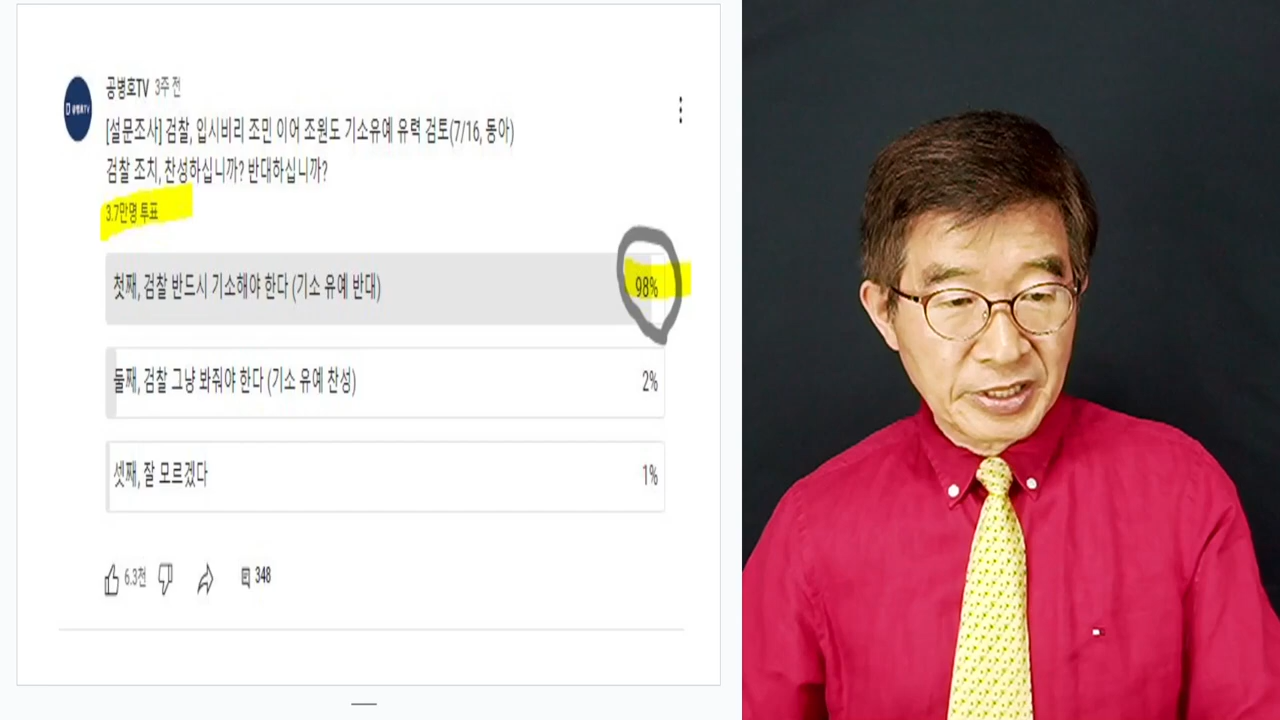 공병호TV 3주 전
[설문조사] 검찰, 입시비리 조민 이어 조원도 기소유예 유력 검토(7/16, 동아)
검찰 조치, 찬성하십니까? 반대하십니까?
3.7만명 투표
첫째, 검찰 반드시 기소해야 한다 (기소 유예 반대) 98%
둘째, 검찰 그냥 봐줘야 한다 (기소 유예 찬성) 2%
셋째, 잘 모르겠다 1%
6.3천 348